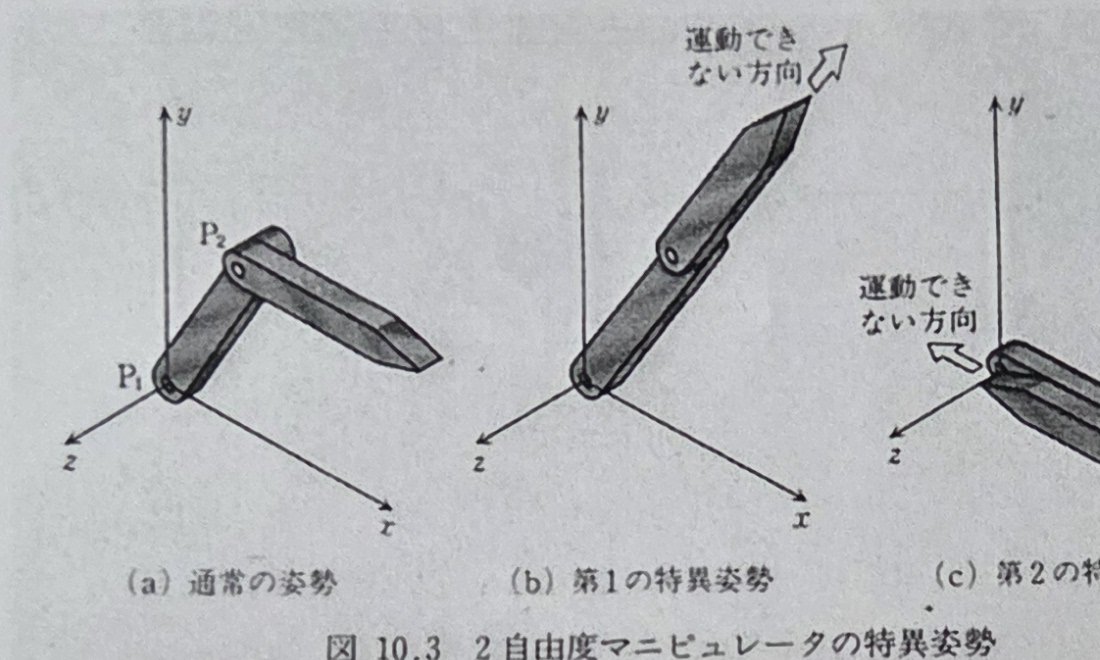 運動でき
ない方向
y
P₂
P₁
z
x
(a) 通常の姿勢
y
z
x
(b) 第1の特異姿勢
y
運動でき
ない方向
z
(c) 第2の特
図 10.3 2自由度マニピュレータの特異姿勢